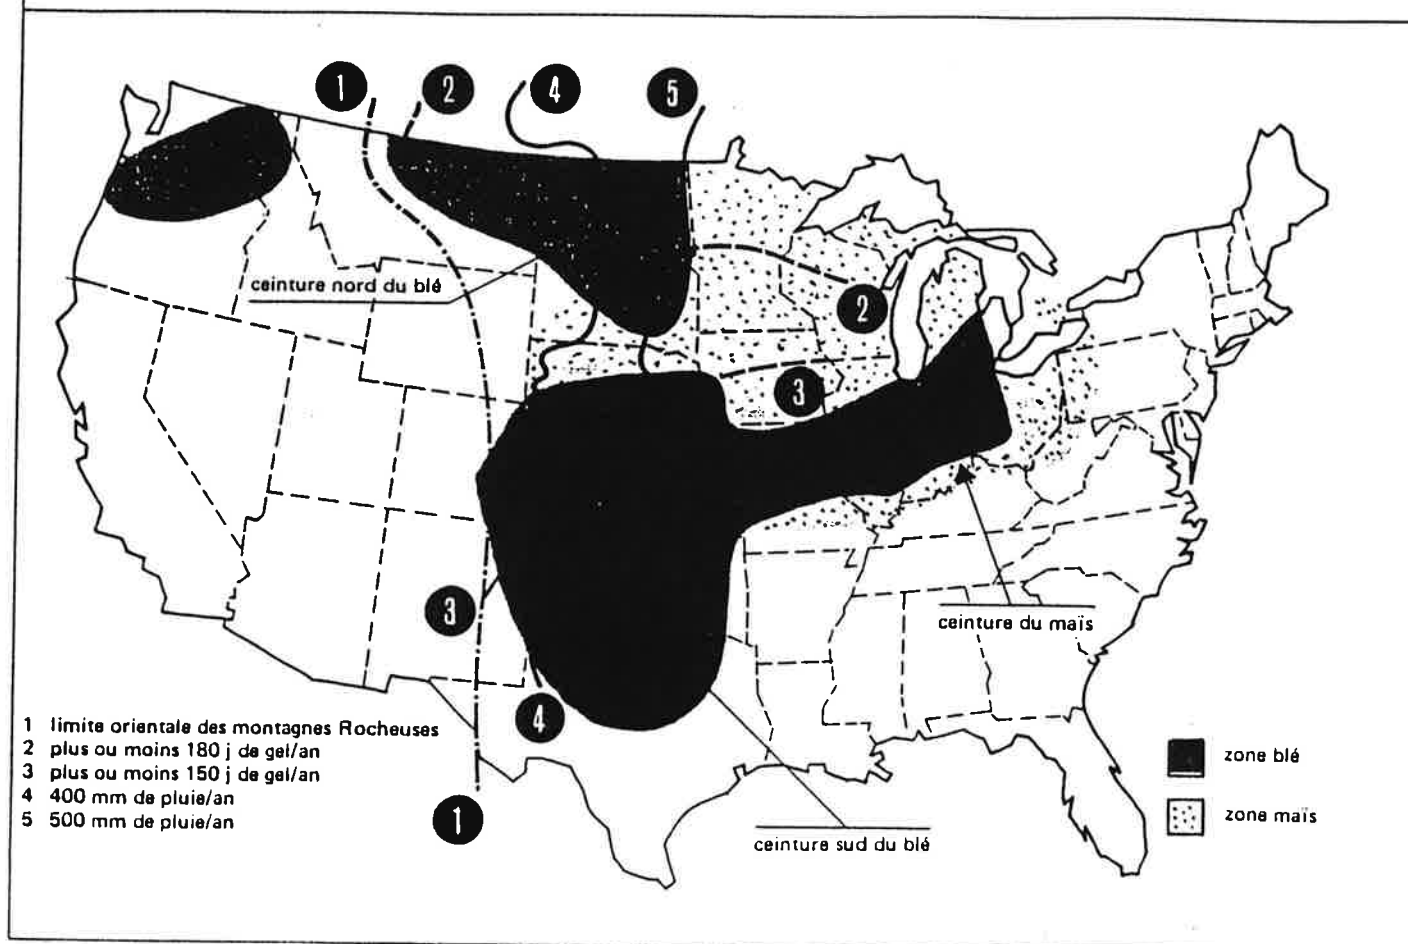 1
2
4
5
ceinture nord du blé
2
3
3
ceinture du maïs
4
1 limite orientale des montagnes Rocheuses
2 plus ou moins 180 j de gel/an
3 plus ou moins 150 j de gel/an
4 400 mm de pluie/an
5 500 mm de pluie/an
1
zone blé
zone maïs
ceinture sud du blé